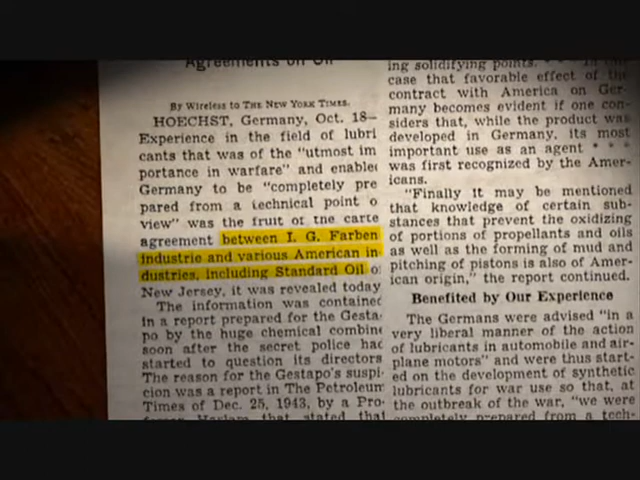 Agreements on Oil
By Wireless to THE NEW YORK TIMES.
HOECHST, Germany, Oct. 18—
Experience in the field of lubri
cants that was of the "utmost im
portance in warfare" and enabled
Germany to be "completely pre
pared from a technical point o
view" was the fruit of the carte
agreement between I. G. Farben
Industrie and various American in
dustries, including Standard Oil o
New Jersey, it was revealed today
The information was contained
in a report prepared for the Gesta
po by the huge chemical combine
soon after the secret police had
started to question its directors
The reason for the Gestapo's suspi
cion was a report in The Petroleum
Times of Dec. 25, 1943, by a Pro-
that stated that
ing solidifying points. * * * In
case that favorable effect of the
contract with America on Ger-
many becomes evident if one con-
siders that, while the product was
developed in Germany, its most
important use as an agent * * *
was first recognized by the Amer-
icans.
"Finally it may be mentioned
that knowledge of certain sub-
stances that prevent the oxidizing
of portions of propellants and oils
as well as the forming of mud and
pitching of pistons is also of Amer-
ican origin," the report continued.
Benefited by Our Experience
The Germans were advised "in a
very liberal manner of the action
of lubricants in automobile and air-
plane motors" and were thus start-
ed on the development of synthetic
lubricants for war use so that, at
the outbreak of the war, "we were
completely prepared from a tech-